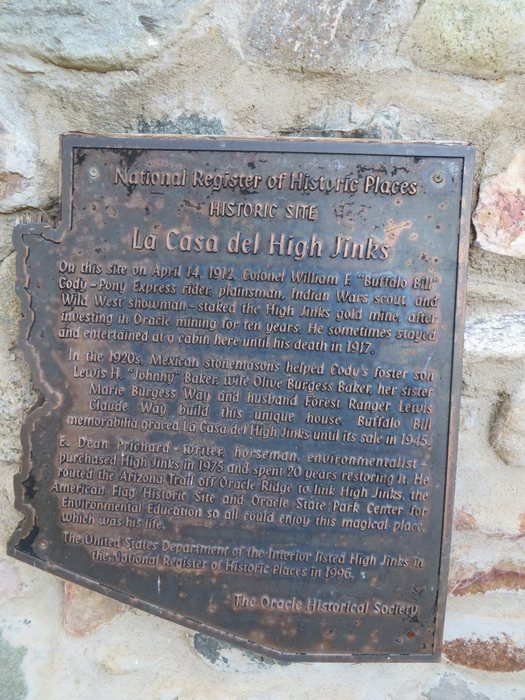 National Register of Historic Places
HISTORIC SITE
La Casa del High Jinks
On this site on April 14, 1912, Colonel William F. "Buffalo Bill"
Cody - Pony Express rider, plainsman, Indian Wars scout, and
Wild West showman - staked the High Jinks gold mine, after
investing in Oracle mining for ten years. He sometimes stayed
and entertained at a cabin here until his death in 1917.
In the 1920s, Mexican stonemasons helped Cody's foster son
Lewis H. "Johnny" Baker, wife Olive Burgess Baker, her sister
Marie Burgess Way and husband Forest Ranger Lewis
Claude Way build this unique house. Buffalo Bill
memorabilia graced La Casa del High Jinks until its sale in 1945.
E. Dean Prichard - writer, horseman, environmentalist -
purchased High Jinks in 1975 and spent 20 years restoring it. He
routed the Arizona Trail off Oracle Ridge to link High Jinks, the
American Flag Historic Site and Oracle State Park Center for
Environmental Education so all could enjoy this magical place,
which was his life.
The United States Department of the Interior listed High Jinks in
the National Register of Historic Places in 1996.
The Oracle Historical Society